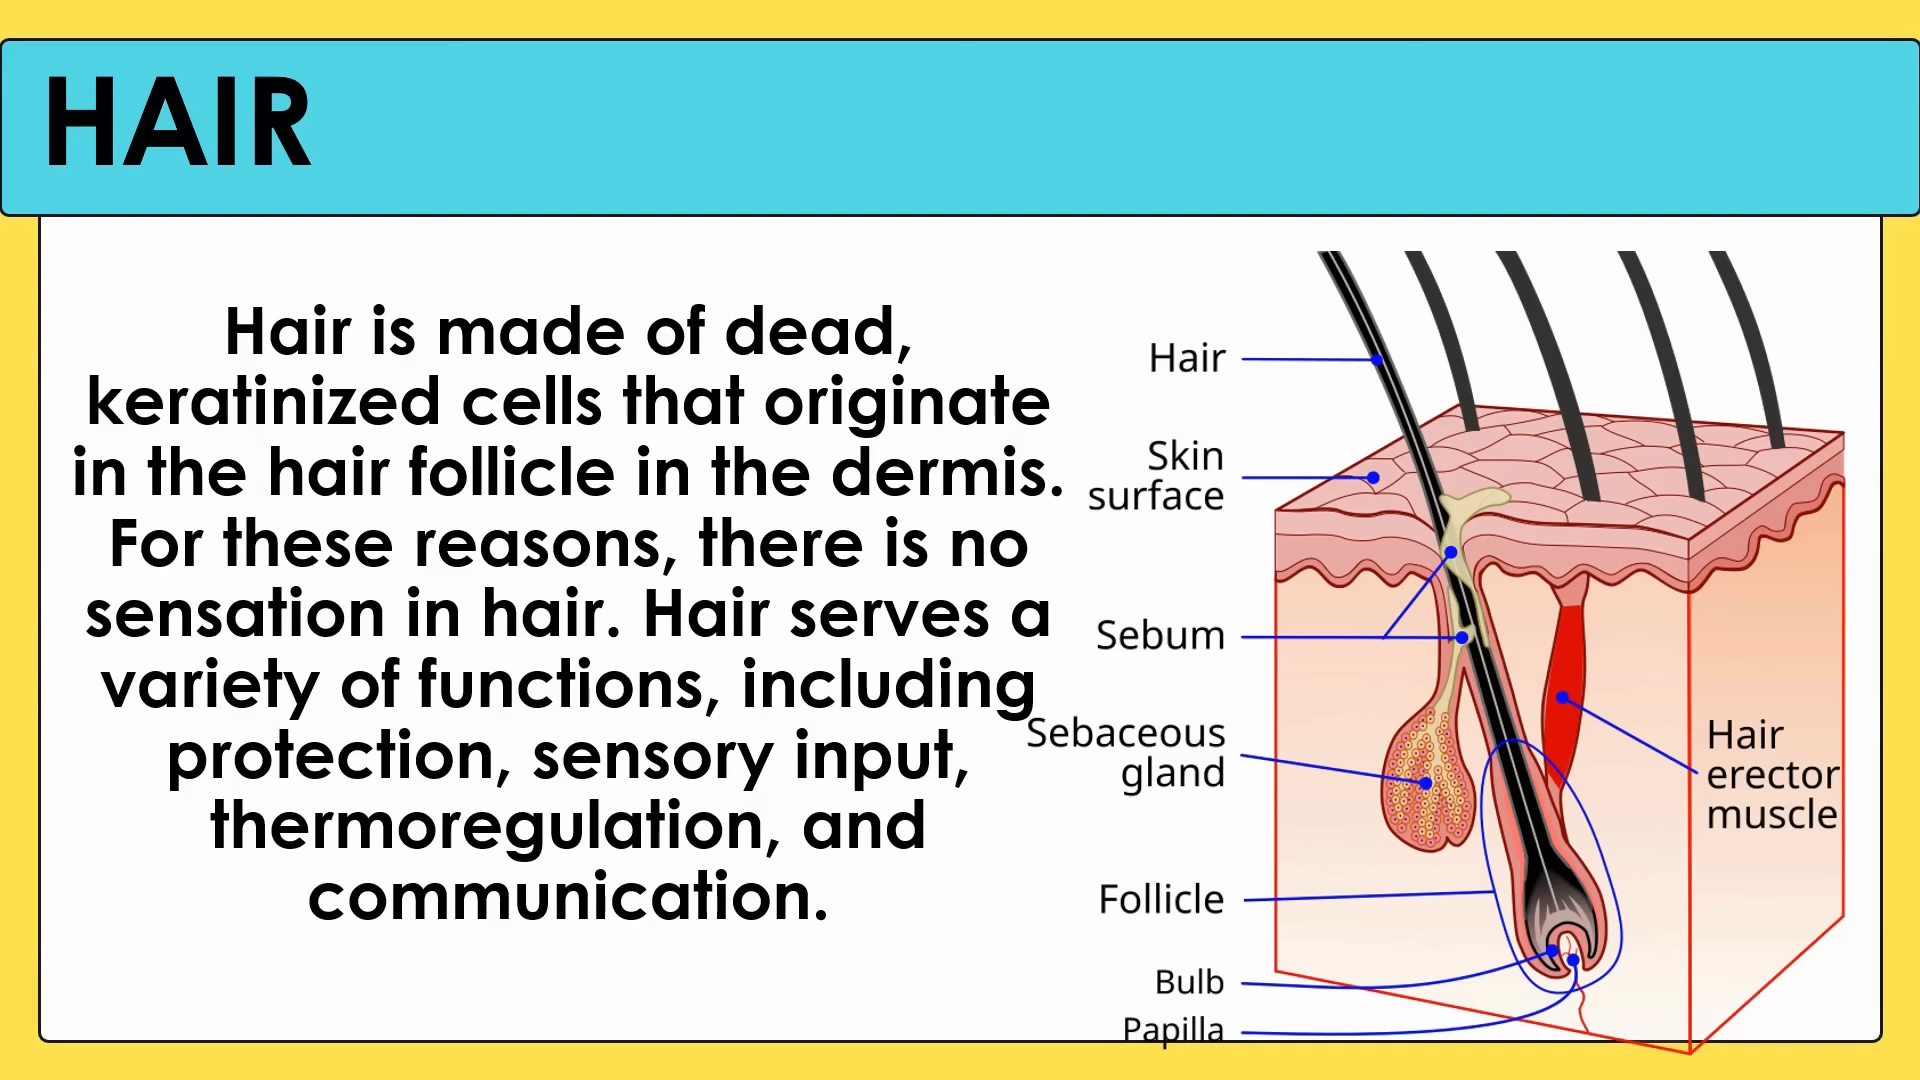 HAIR
Hair is made of dead,
keratinized cells that originate
in the hair follicle in the dermis.
For these reasons, there is no
sensation in hair. Hair serves a
variety of functions, including
protection, sensory input,
thermoregulation, and
communication.
Hair
Skin
surface
Sebum
Sebaceous
gland
Hair
erector
muscle
Follicle
Bulb
Papilla